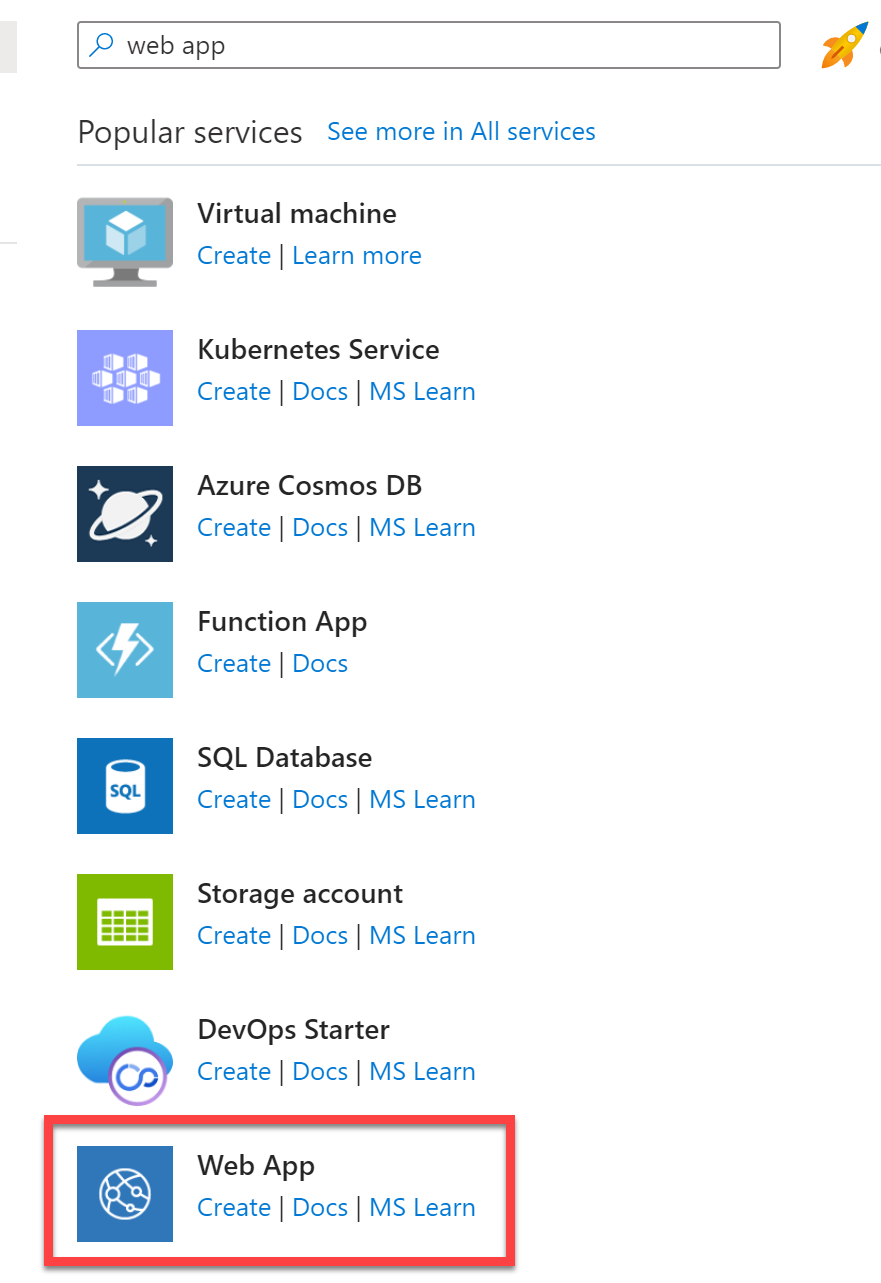 web app
Popular services See more in All services
Virtual machine
Create | Learn more
Kubernetes Service
Create | Docs | MS Learn
Azure Cosmos DB
Create | Docs | MS Learn
Function App
Create | Docs
SQL
SQL Database
Create | Docs | MS Learn
Storage account
Create | Docs | MS Learn
DevOps Starter
Create | Docs | MS Learn
Web App
Create | Docs | MS Learn